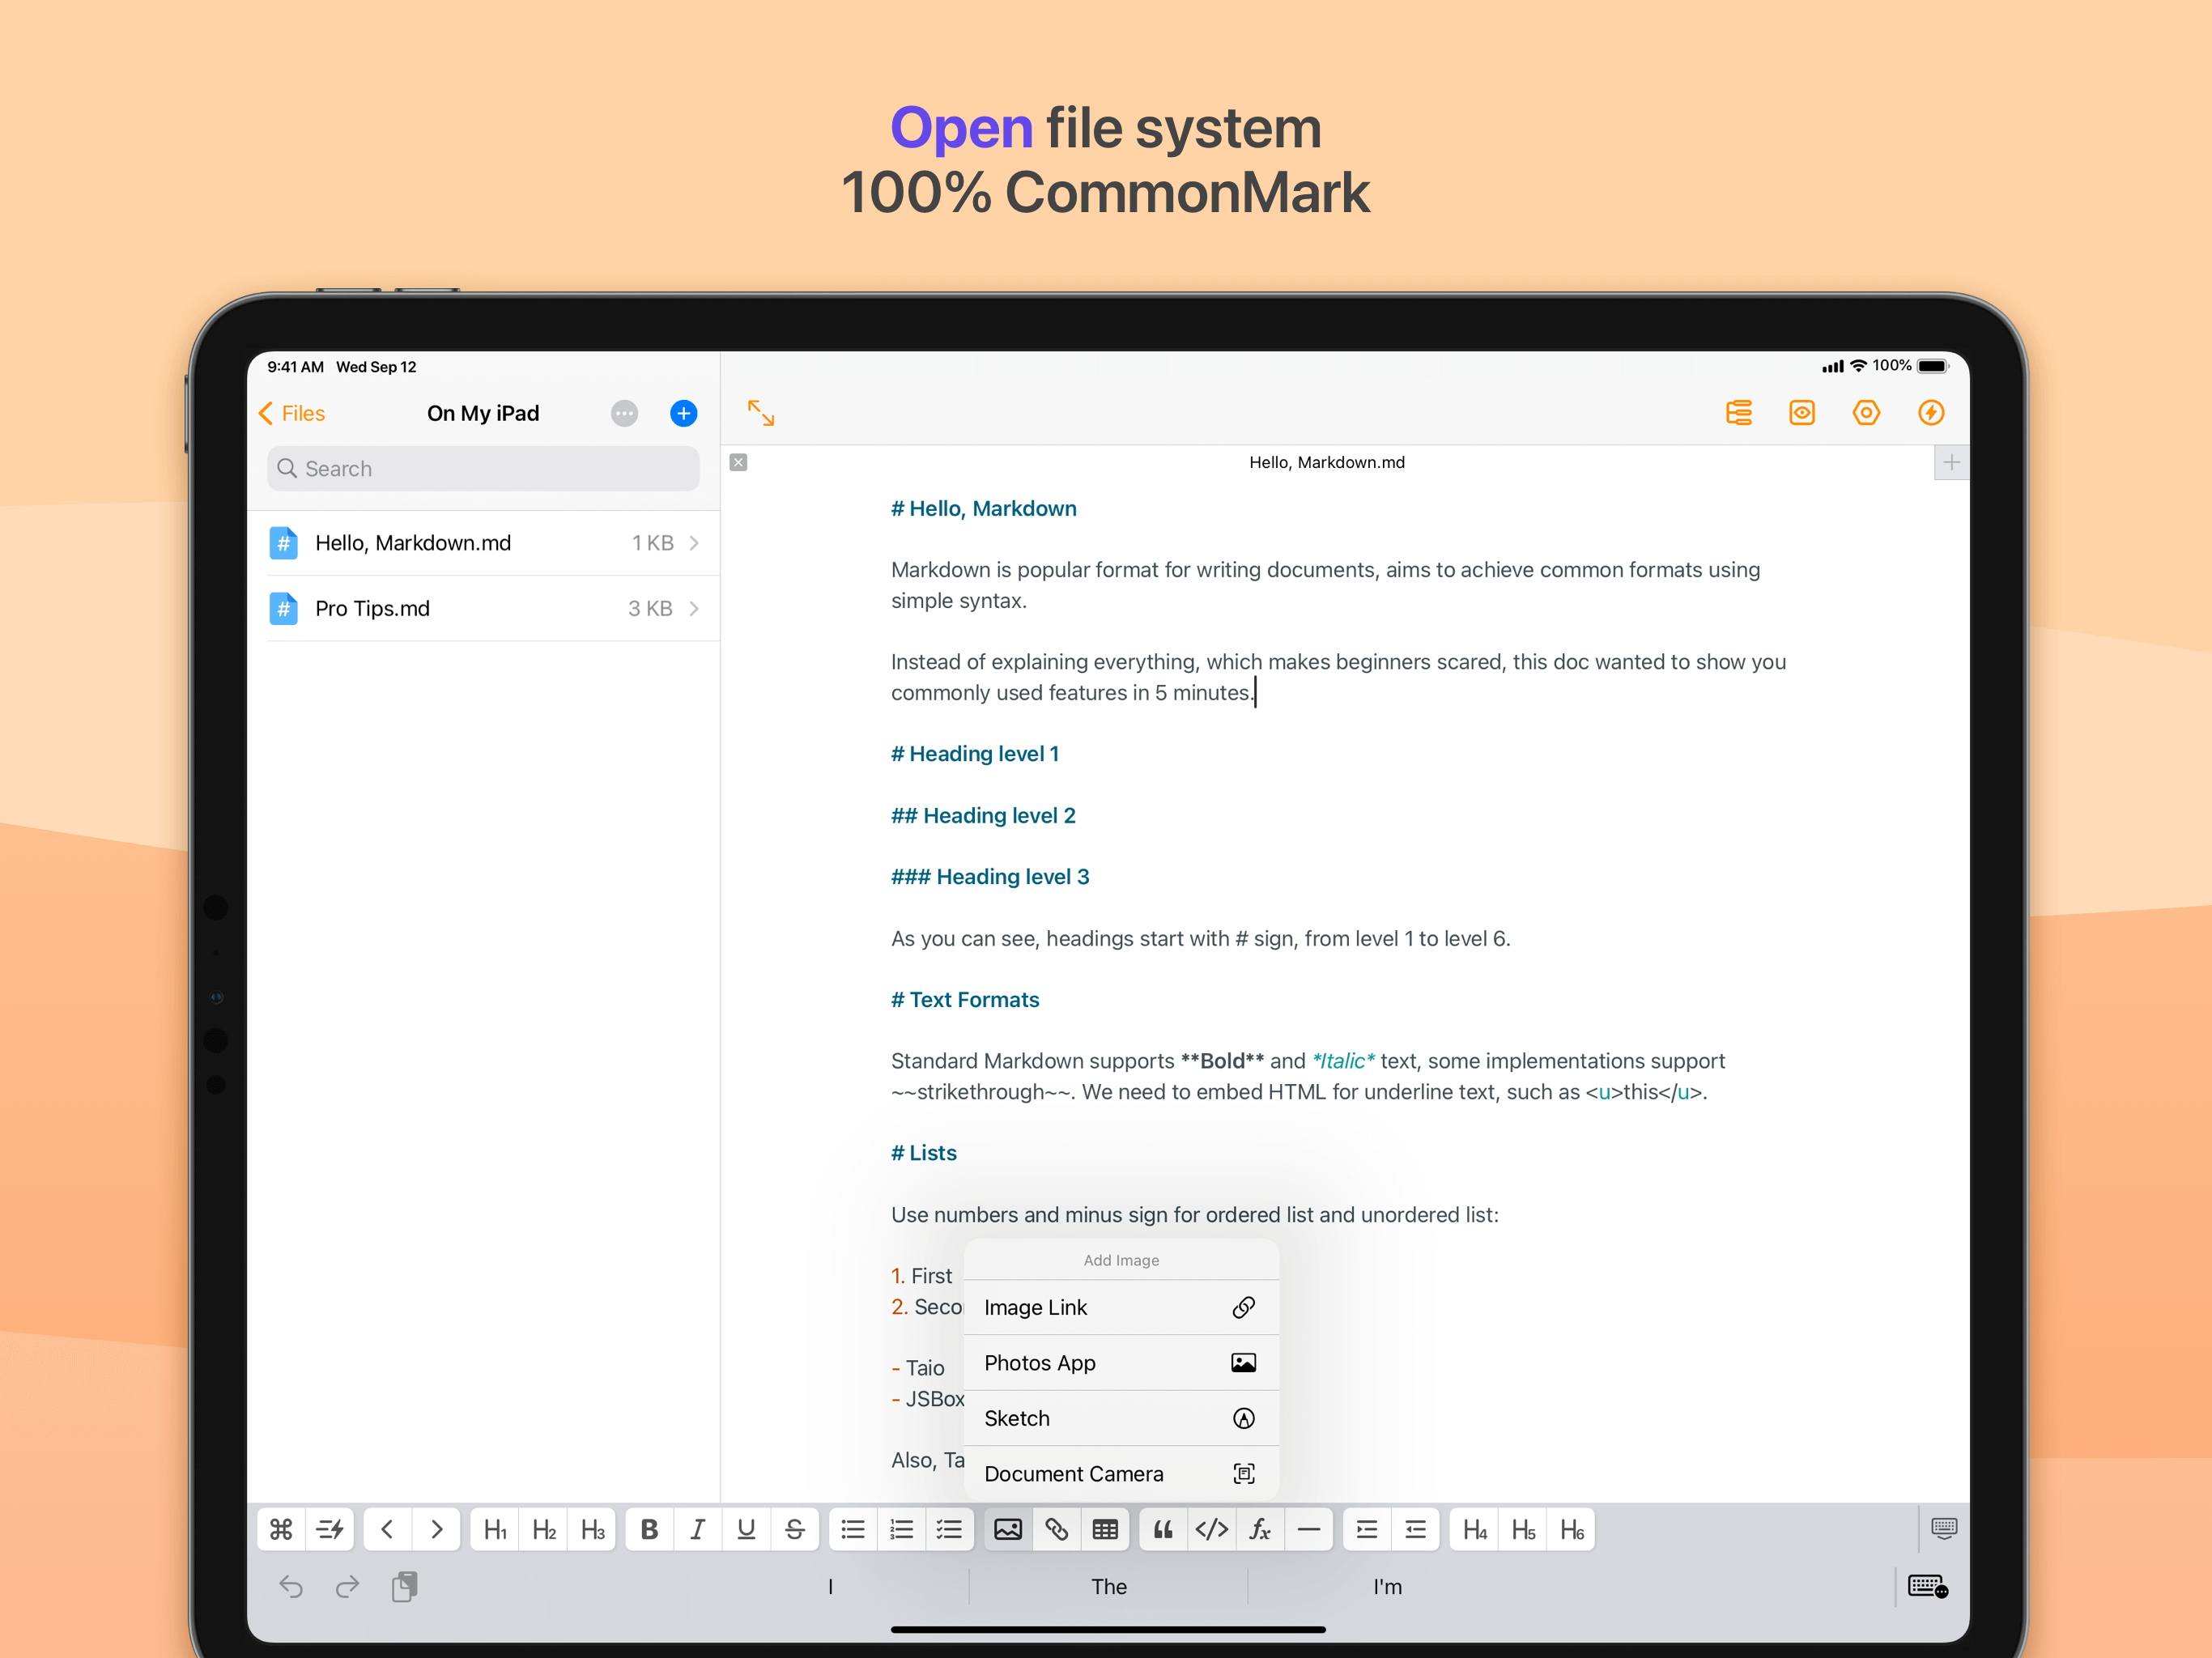 Open file system
100% CommonMark
9:41 AM Wed Sep 12
100%
Files
On My iPad
Search
Hello, Markdown.md 1 KB
Pro Tips.md 3 KB
Hello, Markdown.md
# Hello, Markdown
Markdown is popular format for writing documents, aims to achieve common formats using
simple syntax.
Instead of explaining everything, which makes beginners scared, this doc wanted to show you
commonly used features in 5 minutes.
# Heading level 1
## Heading level 2
### Heading level 3
As you can see, headings start with # sign, from level 1 to level 6.
# Text Formats
Standard Markdown supports **Bold** and *Italic* text, some implementations support
~~strikethrough~~. We need to embed HTML for underline text, such as <u>this</u>.
# Lists
Use numbers and minus sign for ordered list and unordered list:
1. First
2. Seco
- Taio
- JSBox
Also, Ta
Add Image
Image Link
Photos App
Sketch
Document Camera
H1 H2 H3 B I U S </> fx H4 H5 H6
I The I'm